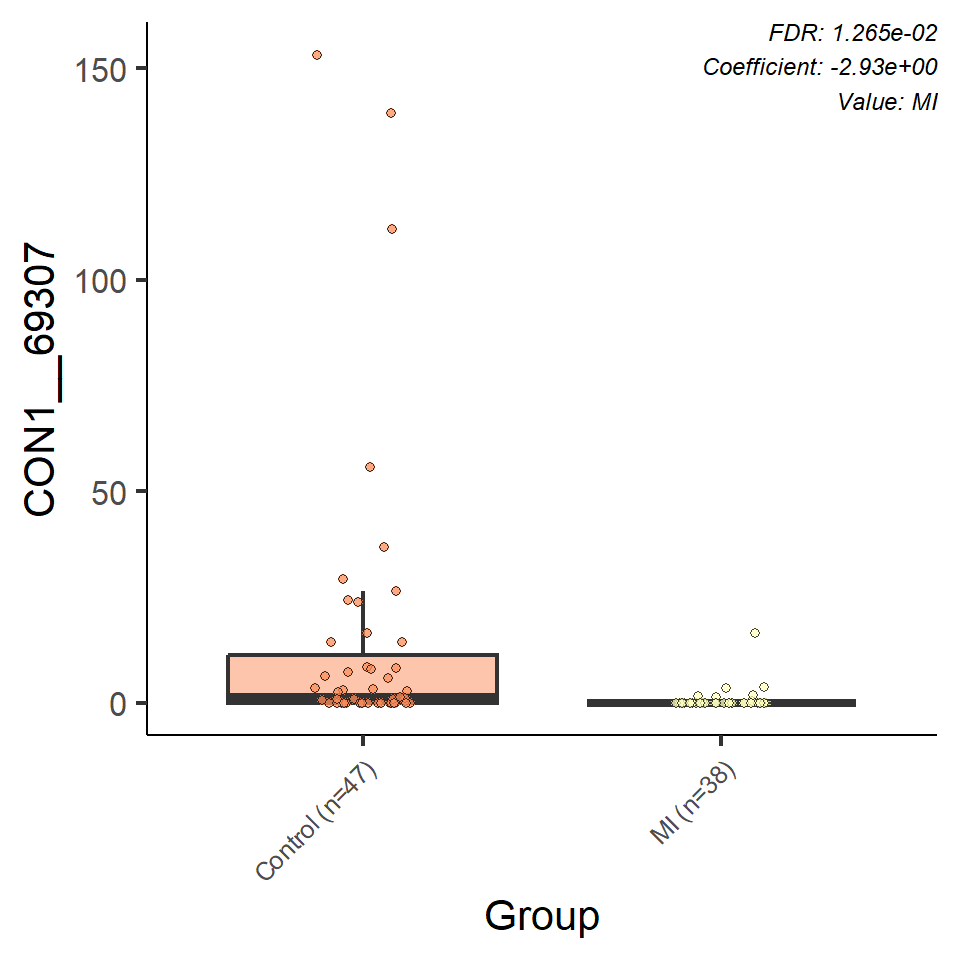 FDR: 1.265e-02
Coefficient: -2.93e+00
Value: MI
CON1__69307
150
100
50
0
Control (n=47)
MI (n=38)
Group